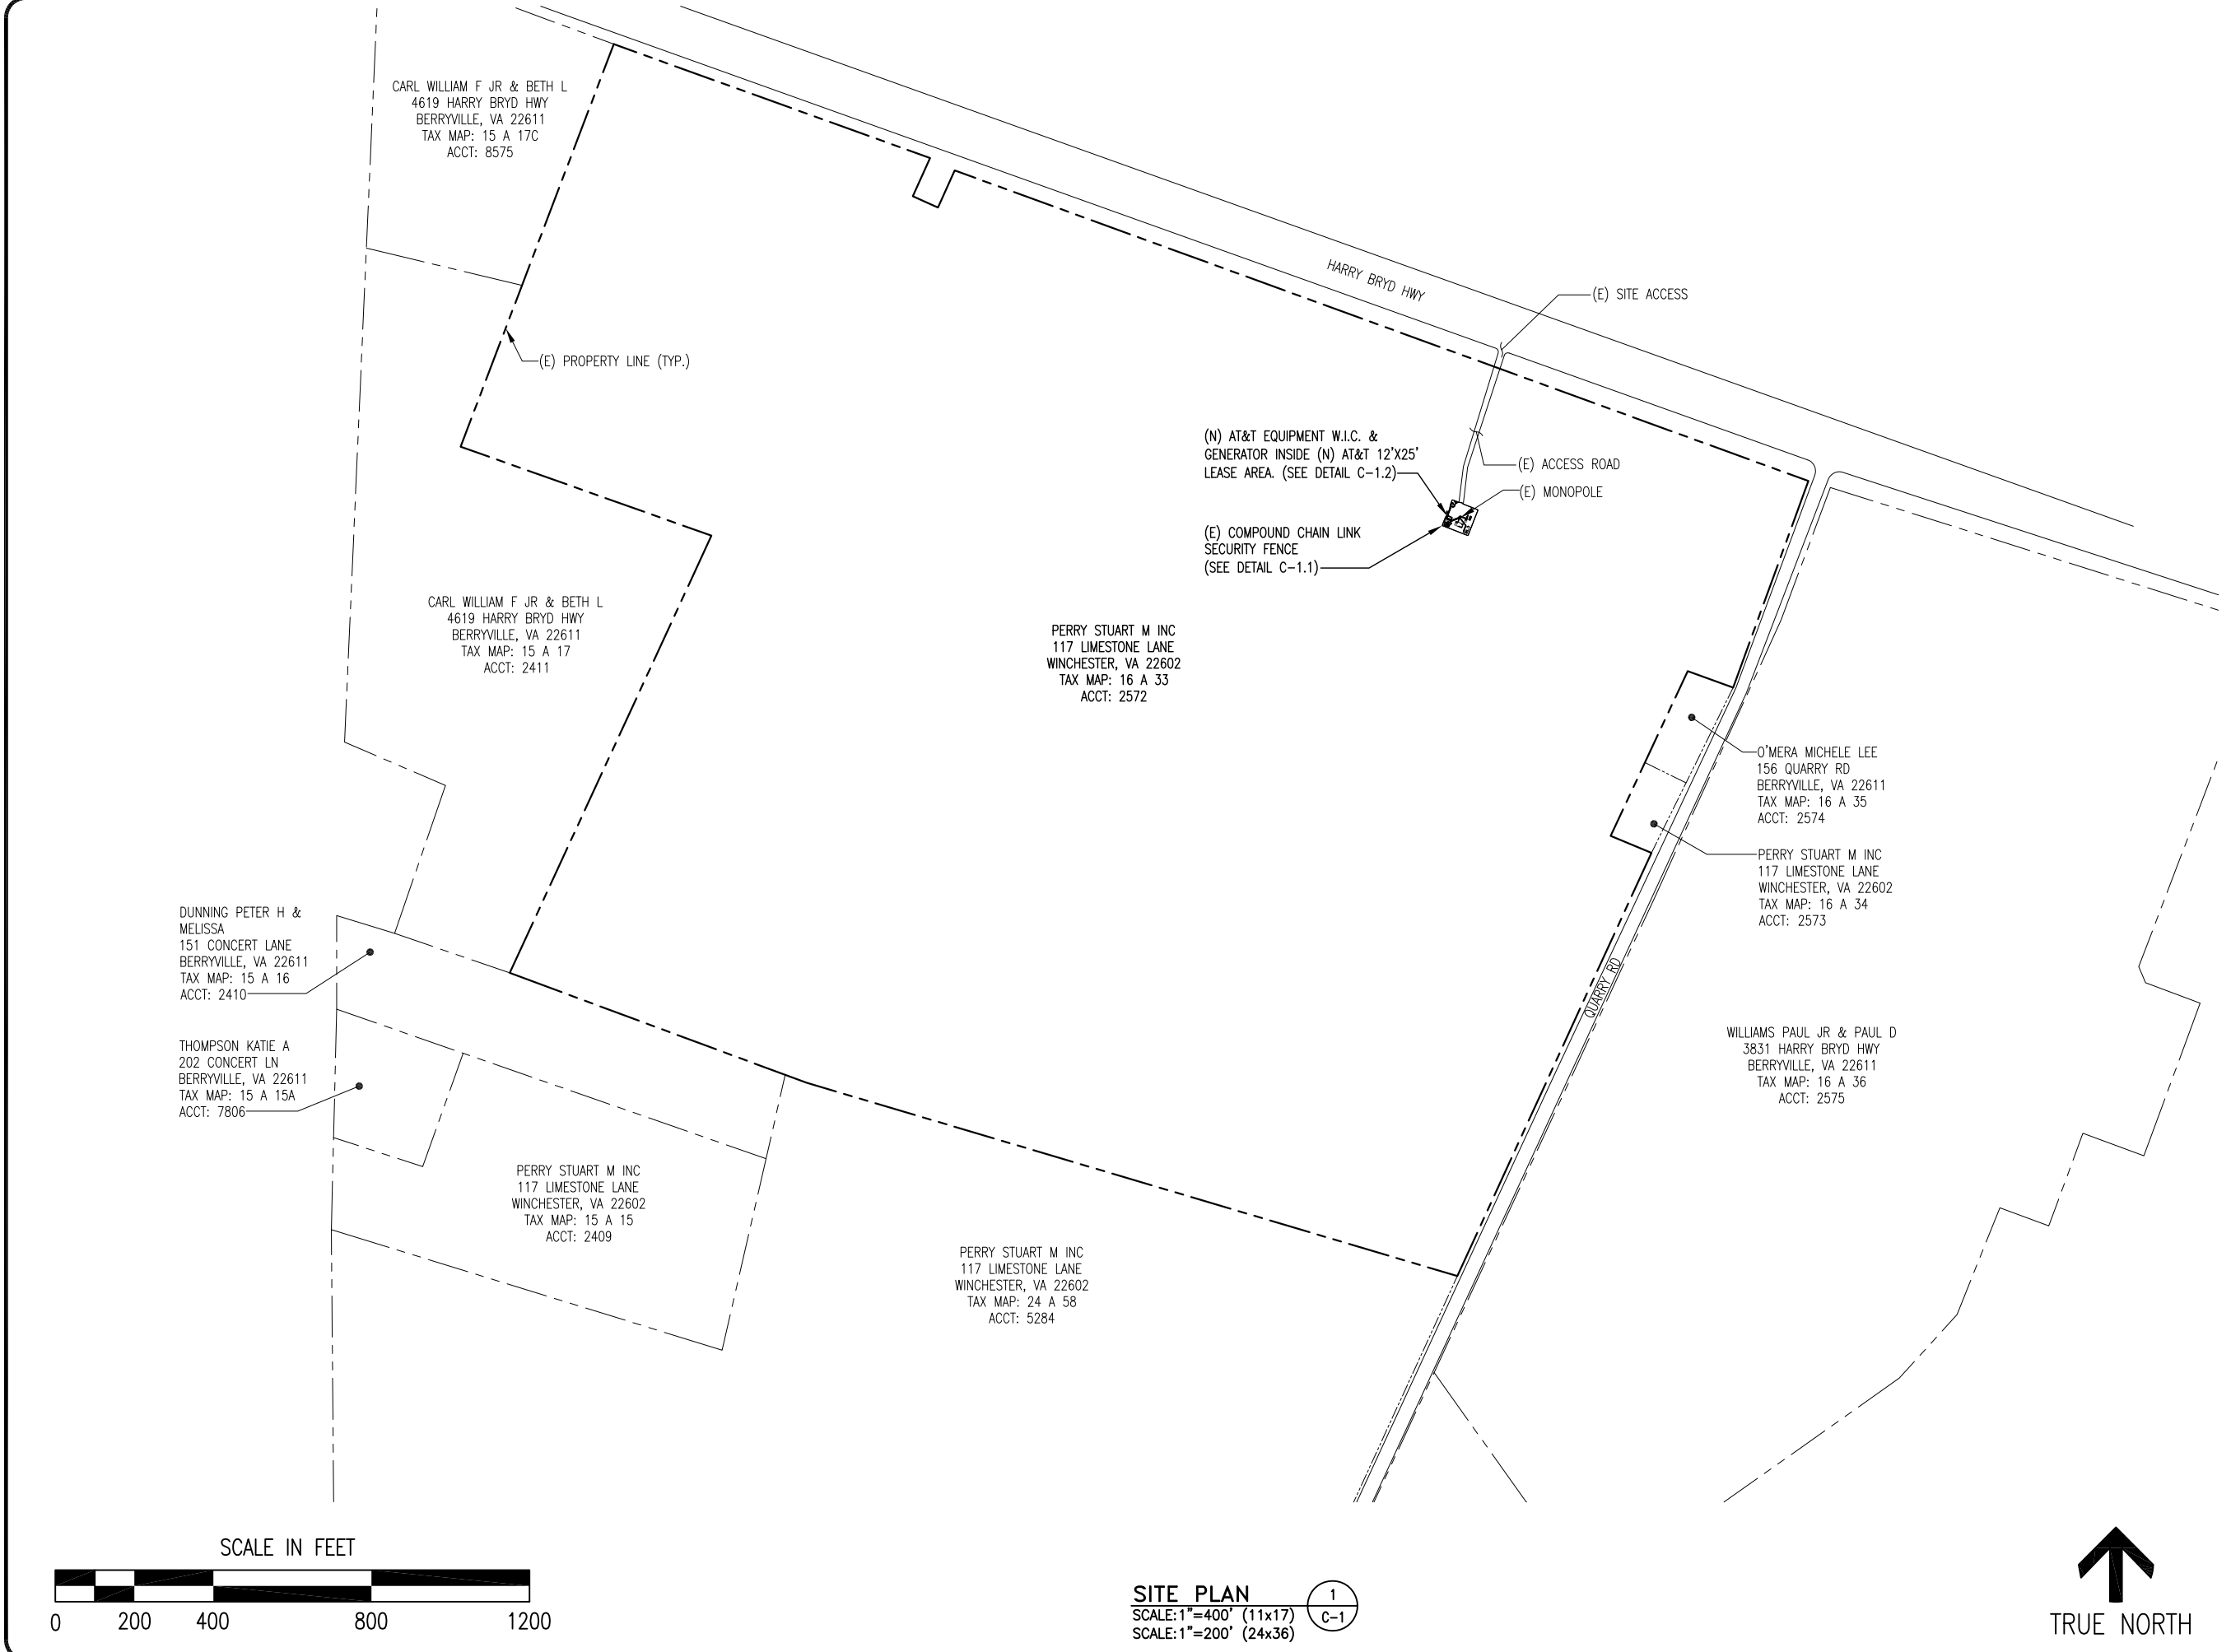 CARL WILLIAM F JR & BETH L
4619 HARRY BRYD HWY
BERRYVILLE, VA 22611
TAX MAP: 15 A 17C
ACCT: 8575
HARRY BRYD HWY
(E) SITE ACCESS
(E) PROPERTY LINE (TYP.)
(N) AT&T EQUIPMENT W.I.C. &
GENERATOR INSIDE (N) AT&T 12'X25'
LEASE AREA. (SEE DETAIL C-1.2)
(E) ACCESS ROAD
(E) MONOPOLE
(E) COMPOUND CHAIN LINK
SECURITY FENCE
(SEE DETAIL C-1.1)
CARL WILLIAM F JR & BETH L
4619 HARRY BRYD HWY
BERRYVILLE, VA 22611
TAX MAP: 15 A 17
ACCT: 2411
PERRY STUART M INC
117 LIMESTONE LANE
WINCHESTER, VA 22602
TAX MAP: 16 A 33
ACCT: 2572
O'MERA MICHELE LEE
156 QUARRY RD
BERRYVILLE, VA 22611
TAX MAP: 16 A 35
ACCT: 2574
PERRY STUART M INC
117 LIMESTONE LANE
WINCHESTER, VA 22602
TAX MAP: 16 A 34
ACCT: 2573
DUNNING PETER H &
MELISSA
151 CONCERT LANE
BERRYVILLE, VA 22611
TAX MAP: 15 A 16
ACCT: 2410
QUARRY RD
THOMPSON KATIE A
202 CONCERT LN
BERRYVILLE, VA 22611
TAX MAP: 15 A 15A
ACCT: 7806
WILLIAMS PAUL JR & PAUL D
3831 HARRY BRYD HWY
BERRYVILLE, VA 22611
TAX MAP: 16 A 36
ACCT: 2575
PERRY STUART M INC
117 LIMESTONE LANE
WINCHESTER, VA 22602
TAX MAP: 15 A 15
ACCT: 2409
PERRY STUART M INC
117 LIMESTONE LANE
WINCHESTER, VA 22602
TAX MAP: 24 A 58
ACCT: 5284
SCALE IN FEET
0 200 400 800 1200
SITE PLAN
SCALE:1"=400' (11x17)
SCALE:1"=200' (24x36)
1
C-1
TRUE NORTH